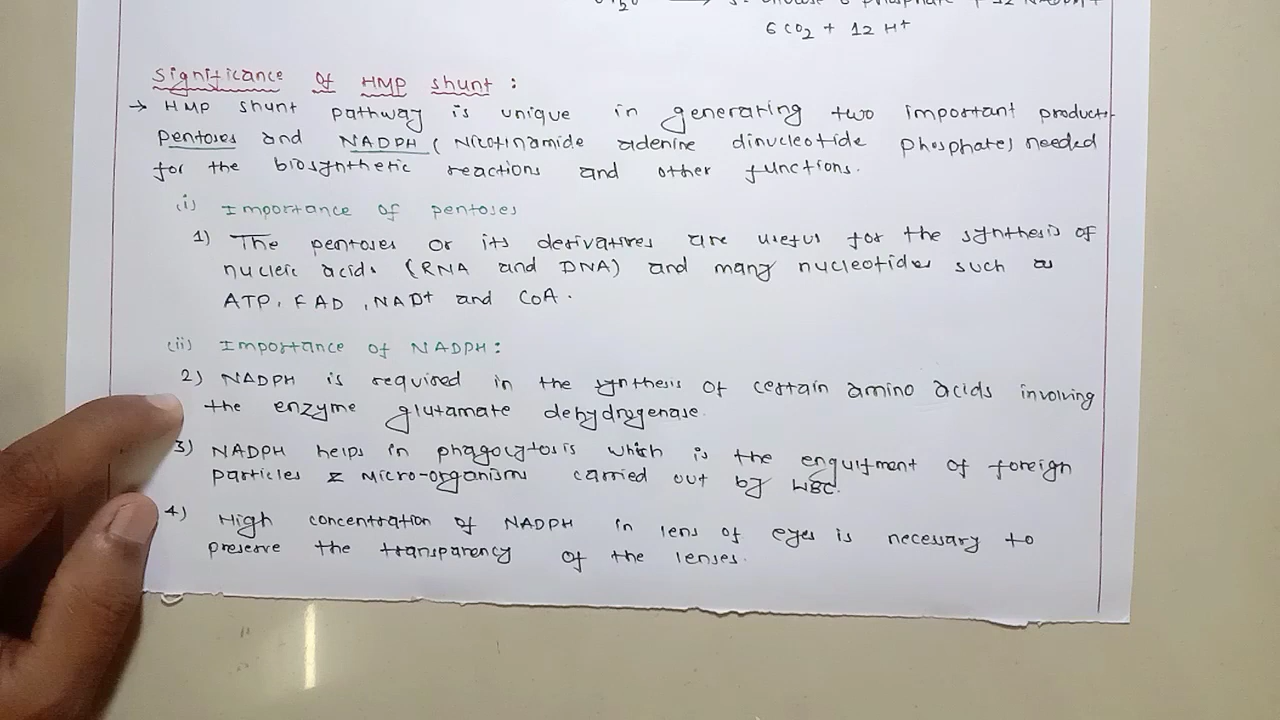 6CO2 + 12 H+
Significance of HMP shunt :
→ HMP shunt pathway is unique in generating two important products
pentoses and NADPH (Nicotinamide adenine dinucleotide phosphate) needed
for the biosynthetic reactions and other functions.
(i) Importance of pentoses
1) The pentoses or its derivatives are useful for the synthesis of
nucleic acids (RNA and DNA) and many nucleotides such as
ATP, FAD, NAD+ and CoA.
(ii) Importance of NADPH :
2) NADPH is required in the synthesis of certain amino acids involving
the enzyme glutamate dehydrogenase.
3) NADPH helps in phagocytosis which is the engulfment of foreign
particles & micro-organisms carried out by WBC.
4) High concentration of NADPH in lens of eyes is necessary to
preserve the transparency of the lenses.